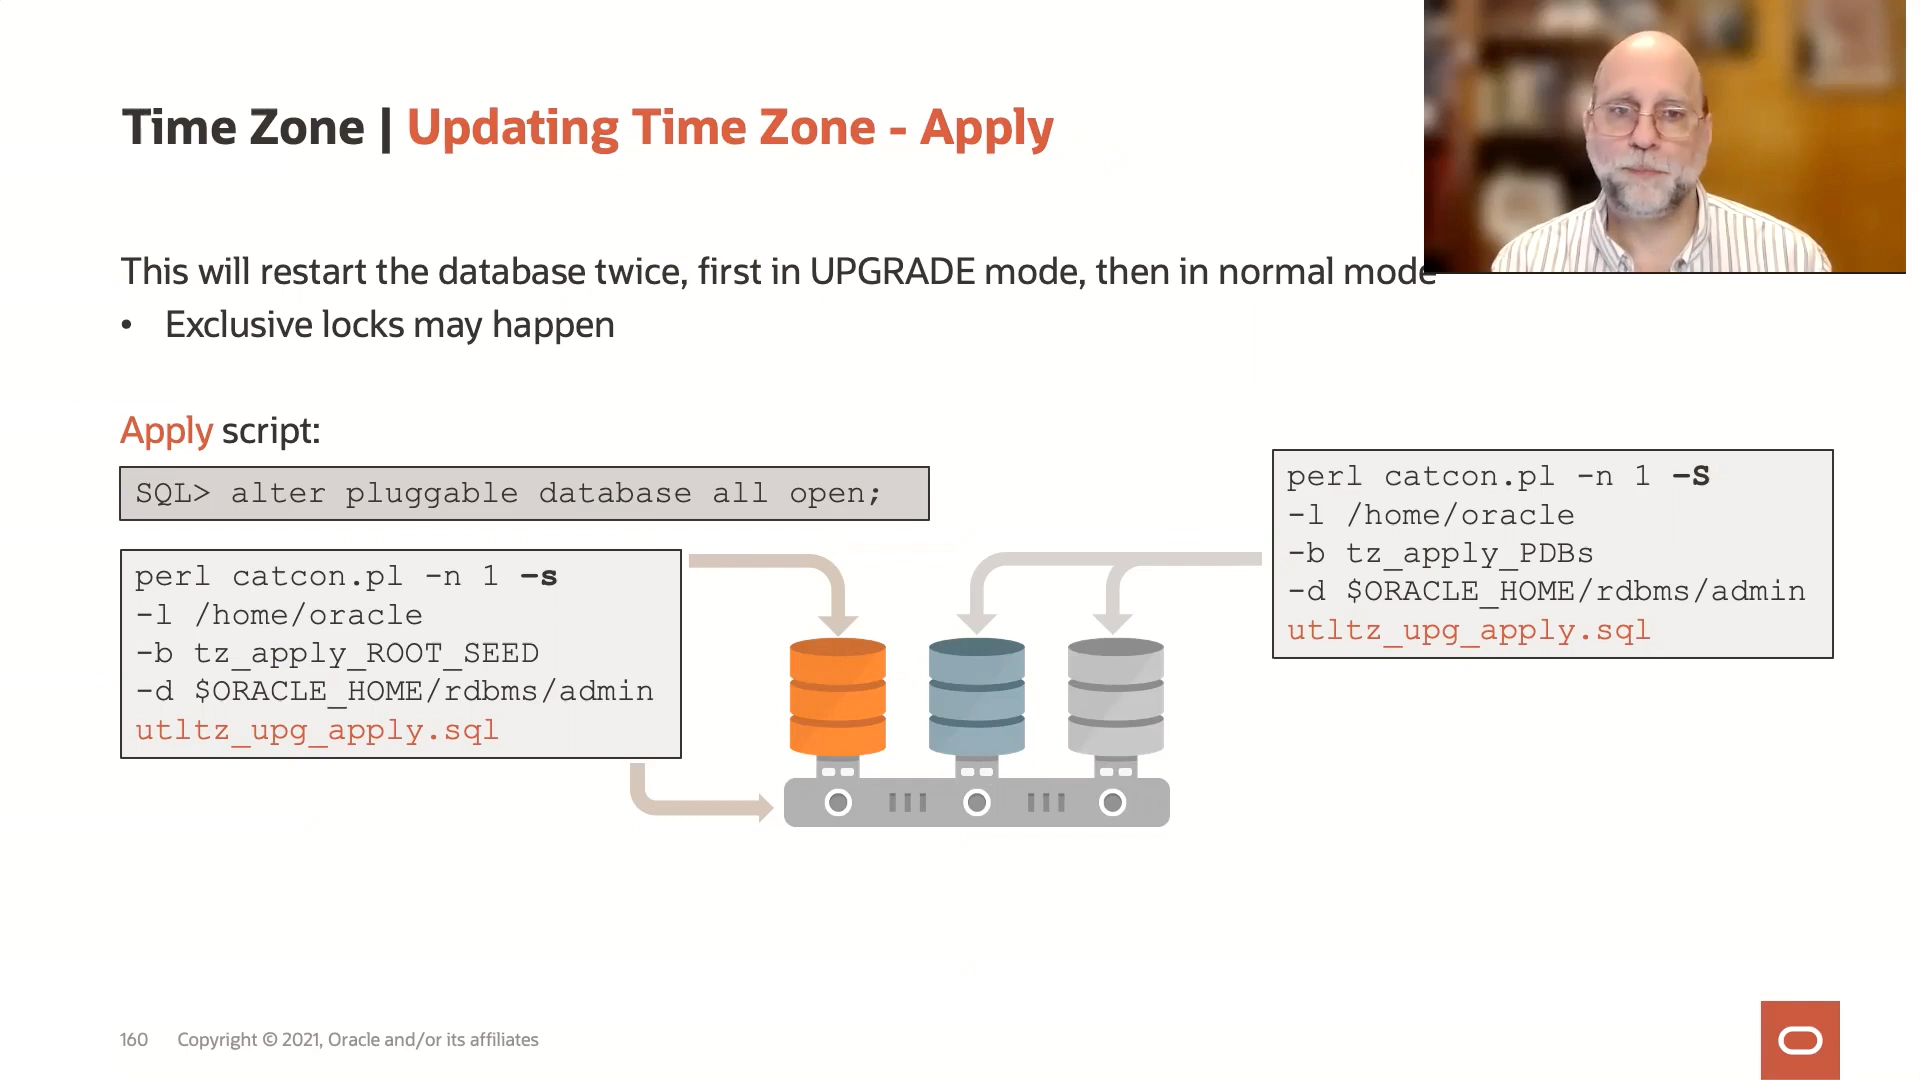 Time Zone | Updating Time Zone - Apply
This will restart the database twice, first in UPGRADE mode, then in normal mode
• Exclusive locks may happen
Apply script:
SQL> alter pluggable database all open;
perl catcon.pl -n 1 –s
-l /home/oracle
-b tz_apply_ROOT_SEED
-d $ORACLE_HOME/rdbms/admin
utltz_upg_apply.sql
perl catcon.pl -n 1 –S
-l /home/oracle
-b tz_apply_PDBs
-d $ORACLE_HOME/rdbms/admin
utltz_upg_apply.sql
160 Copyright © 2021, Oracle and/or its affiliates